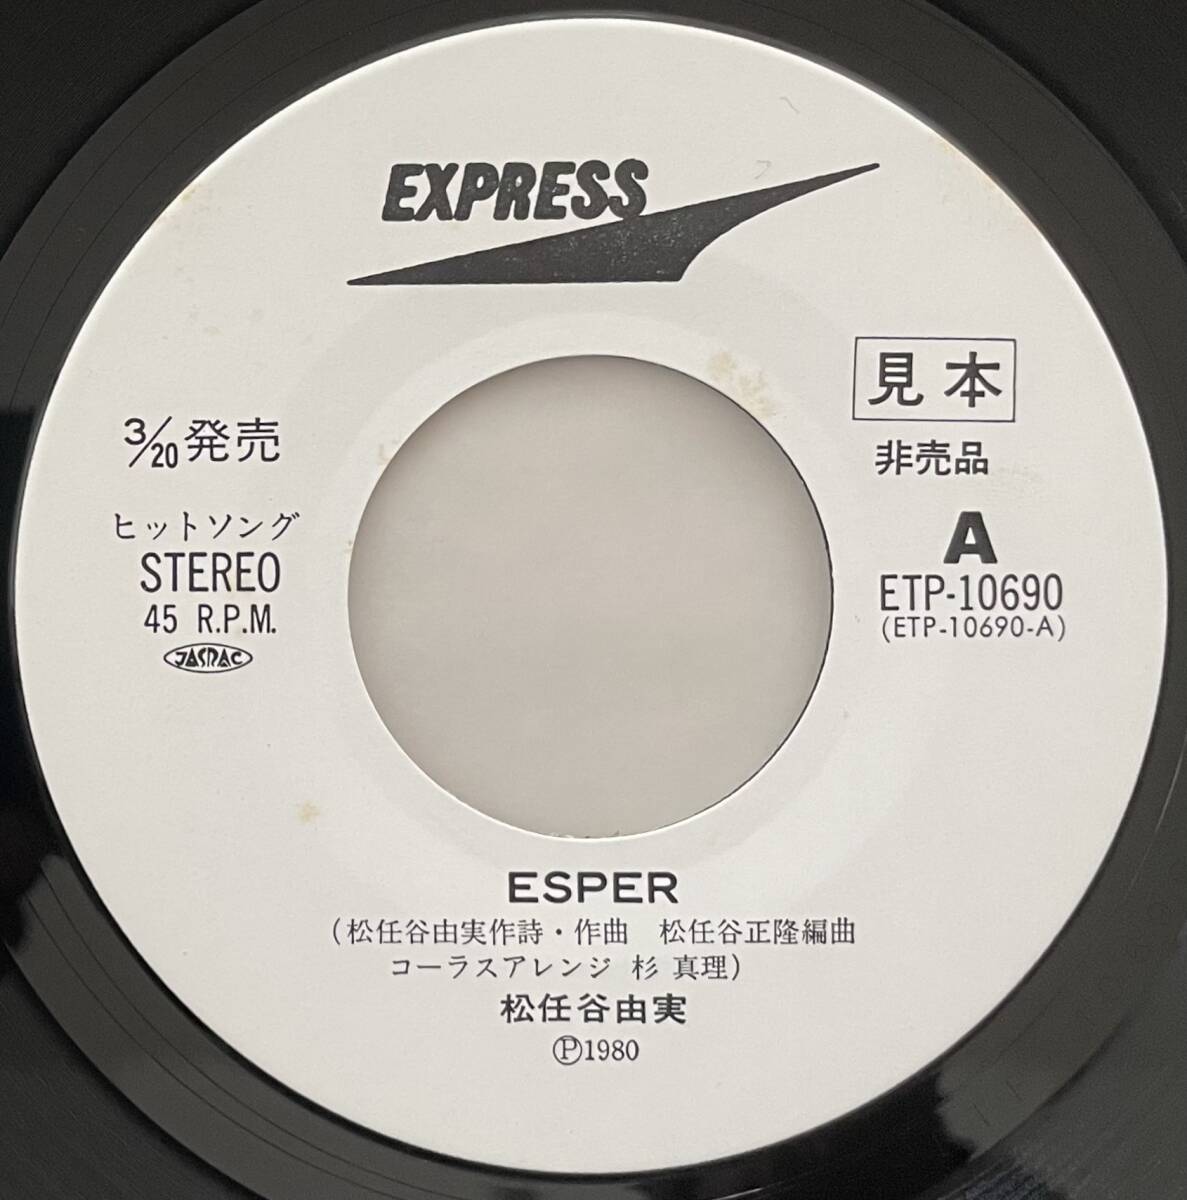 EXPRESS
見本
非売品
3/20発売
ヒットソング
STEREO
45 R.P.M.
JASRAC
A
ETP-10690
(ETP-10690-A)
ESPER
(松任谷由実作詩・作曲 松任谷正隆編曲
コーラスアレンジ 杉 真理)
松任谷由実
Ⓟ1980